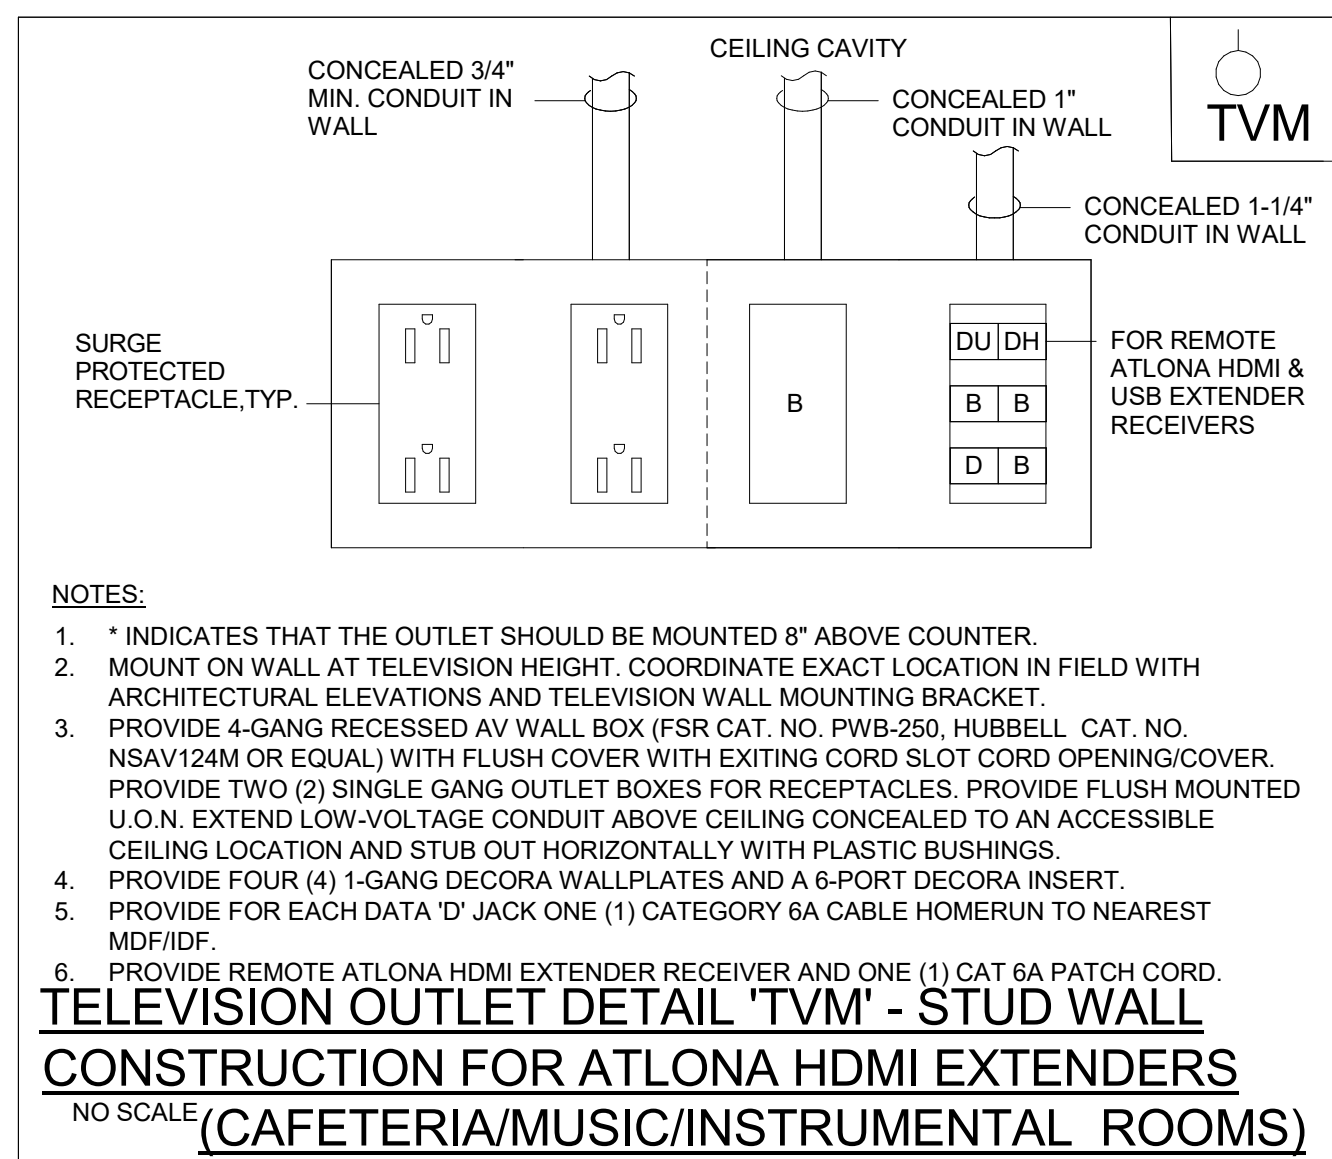 CEILING CAVITY
CONCEALED 3/4"
MIN. CONDUIT IN
WALL
CONCEALED 1"
CONDUIT IN WALL
TVM
CONCEALED 1-1/4"
CONDUIT IN WALL
SURGE
PROTECTED
RECEPTACLE,TYP.
B
DU DH
B B
D B
FOR REMOTE
ATLONA HDMI &
USB EXTENDER
RECEIVERS
NOTES:
1. * INDICATES THAT THE OUTLET SHOULD BE MOUNTED 8" ABOVE COUNTER.
2. MOUNT ON WALL AT TELEVISION HEIGHT. COORDINATE EXACT LOCATION IN FIELD WITH
ARCHITECTURAL ELEVATIONS AND TELEVISION WALL MOUNTING BRACKET.
3. PROVIDE 4-GANG RECESSED AV WALL BOX (FSR CAT. NO. PWB-250, HUBBELL CAT. NO.
NSAV124M OR EQUAL) WITH FLUSH COVER WITH EXITING CORD SLOT CORD OPENING/COVER.
PROVIDE TWO (2) SINGLE GANG OUTLET BOXES FOR RECEPTACLES. PROVIDE FLUSH MOUNTED
U.O.N. EXTEND LOW-VOLTAGE CONDUIT ABOVE CEILING CONCEALED TO AN ACCESSIBLE
CEILING LOCATION AND STUB OUT HORIZONTALLY WITH PLASTIC BUSHINGS.
4. PROVIDE FOUR (4) 1-GANG DECORA WALLPLATES AND A 6-PORT DECORA INSERT.
5. PROVIDE FOR EACH DATA 'D' JACK ONE (1) CATEGORY 6A CABLE HOMERUN TO NEAREST
MDF/IDF.
6. PROVIDE REMOTE ATLONA HDMI EXTENDER RECEIVER AND ONE (1) CAT 6A PATCH CORD.
TELEVISION OUTLET DETAIL 'TVM' - STUD WALL
CONSTRUCTION FOR ATLONA HDMI EXTENDERS
NO SCALE (CAFETERIA/MUSIC/INSTRUMENTAL ROOMS)